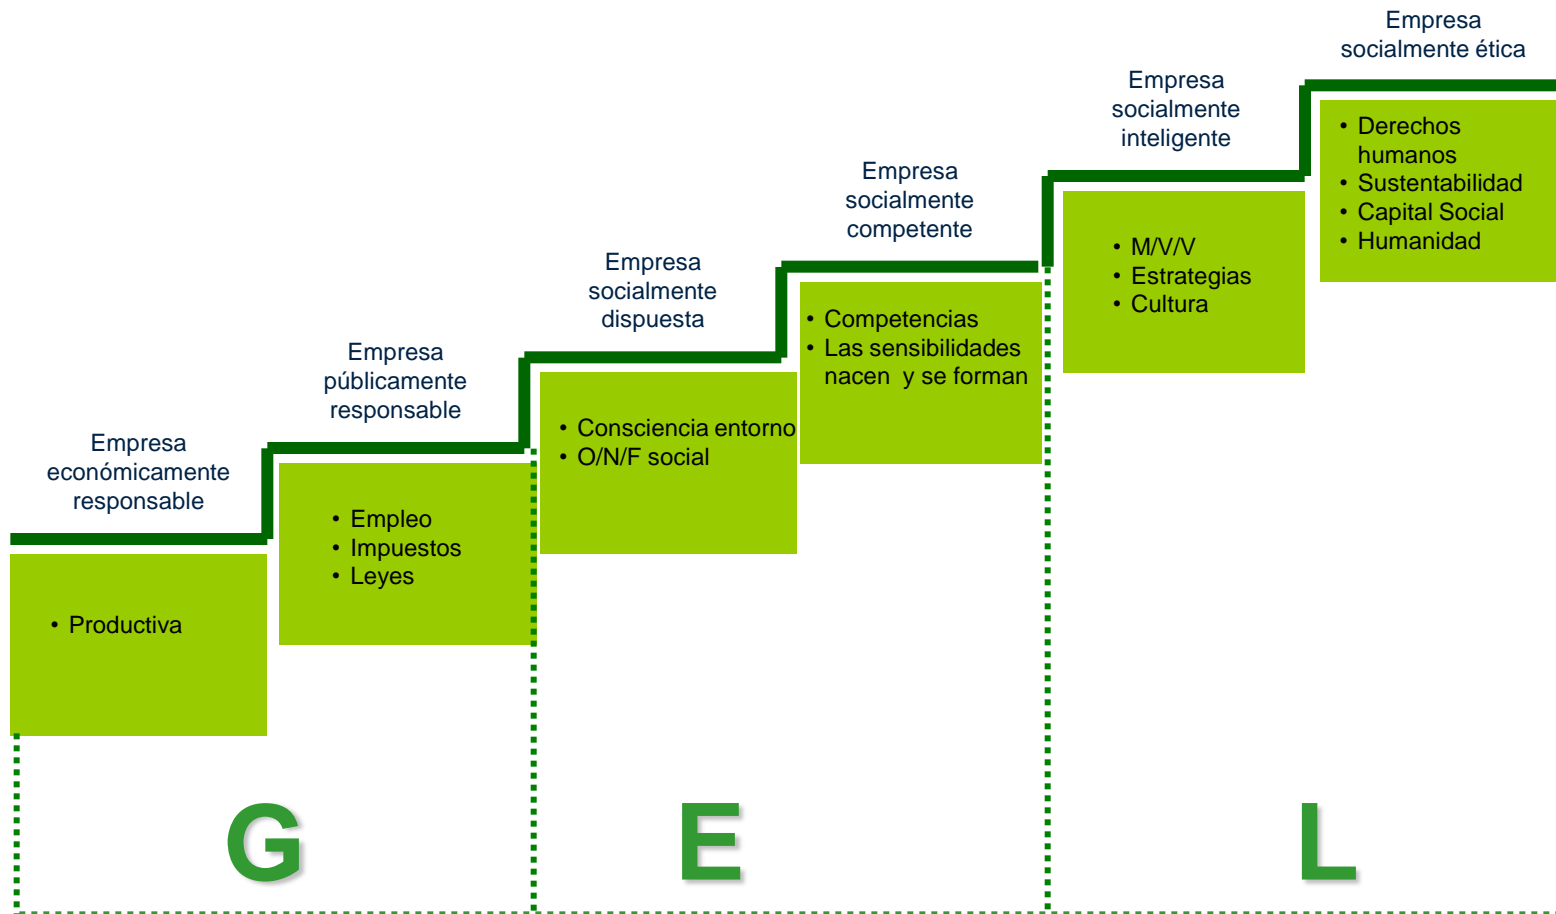 Empresa
económicamente
responsable
• Productiva
Empresa
públicamente
responsable
• Empleo
• Impuestos
• Leyes
Empresa
socialmente
dispuesta
• Consciencia entorno
• O/N/F social
Empresa
socialmente
competente
• Competencias
• Las sensibilidades
nacen y se forman
Empresa
socialmente
inteligente
• M/V/V
• Estrategias
• Cultura
Empresa
socialmente ética
• Derechos
humanos
• Sustentabilidad
• Capital Social
• Humanidad
G
E
L